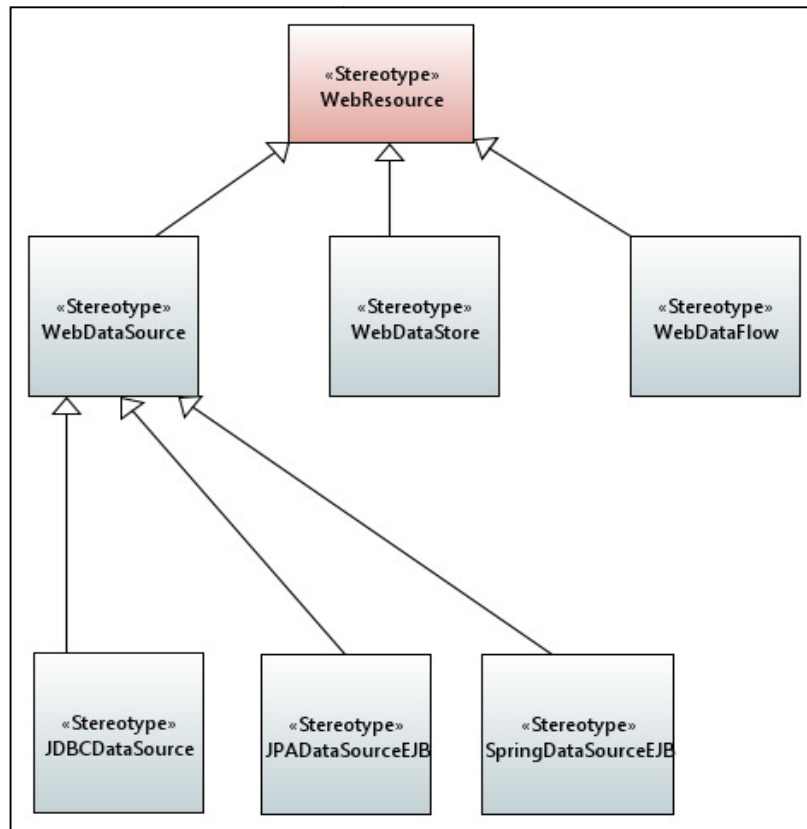 «Stereotype»
WebResource
«Stereotype»
WebDataSource
«Stereotype»
WebDataStore
«Stereotype»
WebDataFlow
«Stereotype»
JDBCDataSource
«Stereotype»
JPADataSourceEJB
«Stereotype»
SpringDataSourceEJB